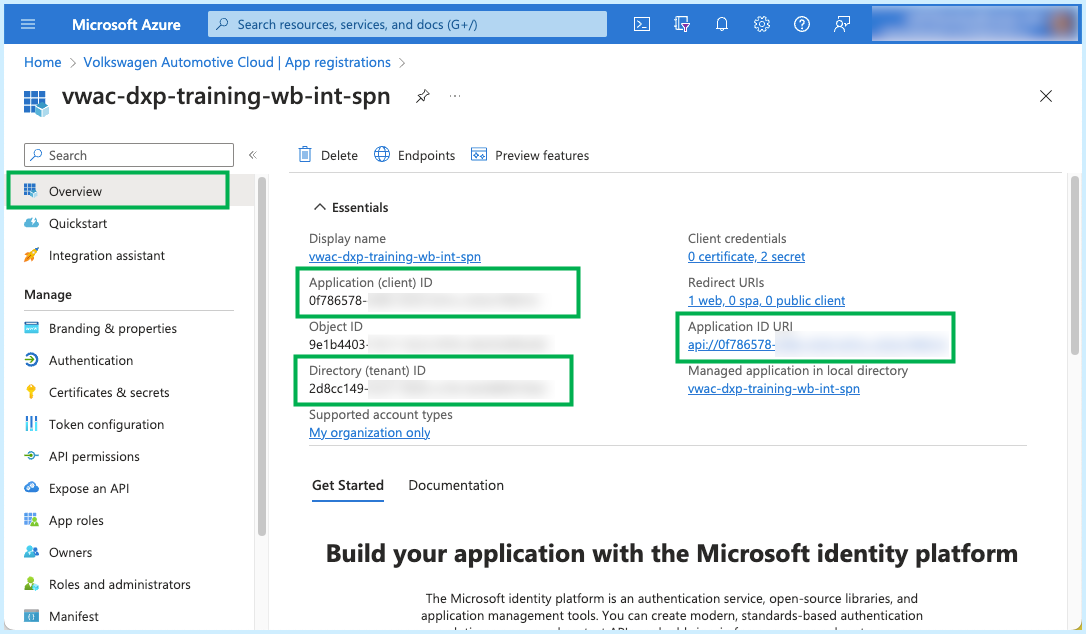 Microsoft Azure
Search resources, services, and docs (G+/)
Home > Volkswagen Automotive Cloud | App registrations >
vwac-dxp-training-wb-int-spn
Search
Overview
Quickstart
Integration assistant
Manage
Branding & properties
Authentication
Certificates & secrets
Token configuration
API permissions
Expose an API
App roles
Owners
Roles and administrators
Manifest
Delete Endpoints Preview features
Essentials
Display name
vwac-dxp-training-wb-int-spn
Application (client) ID
0f786578-
Object ID
9e1b4403-
Directory (tenant) ID
2d8cc149-
Supported account types
My organization only
Client credentials
0 certificate, 2 secret
Redirect URIs
1 web, 0 spa, 0 public client
Application ID URI
api://0f786578-
Managed application in local directory
vwac-dxp-training-wb-int-spn
Get Started Documentation
Build your application with the Microsoft identity platform
The Microsoft identity platform is an authentication service, open-source libraries, and
application management tools. You can create modern, standards-based authentication